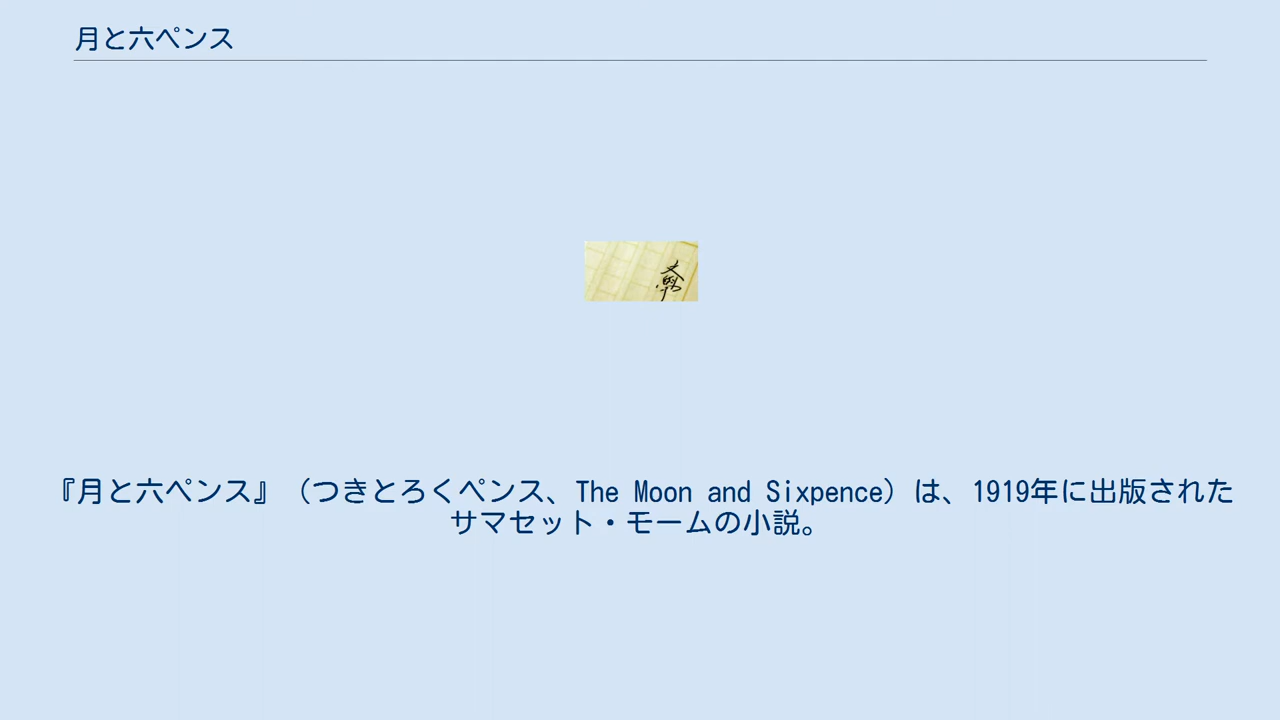 月と六ペンス
『月と六ペンス』（つきとろくペンス、The Moon and Sixpence）は、1919年に出版された
サマセット・モームの小説。